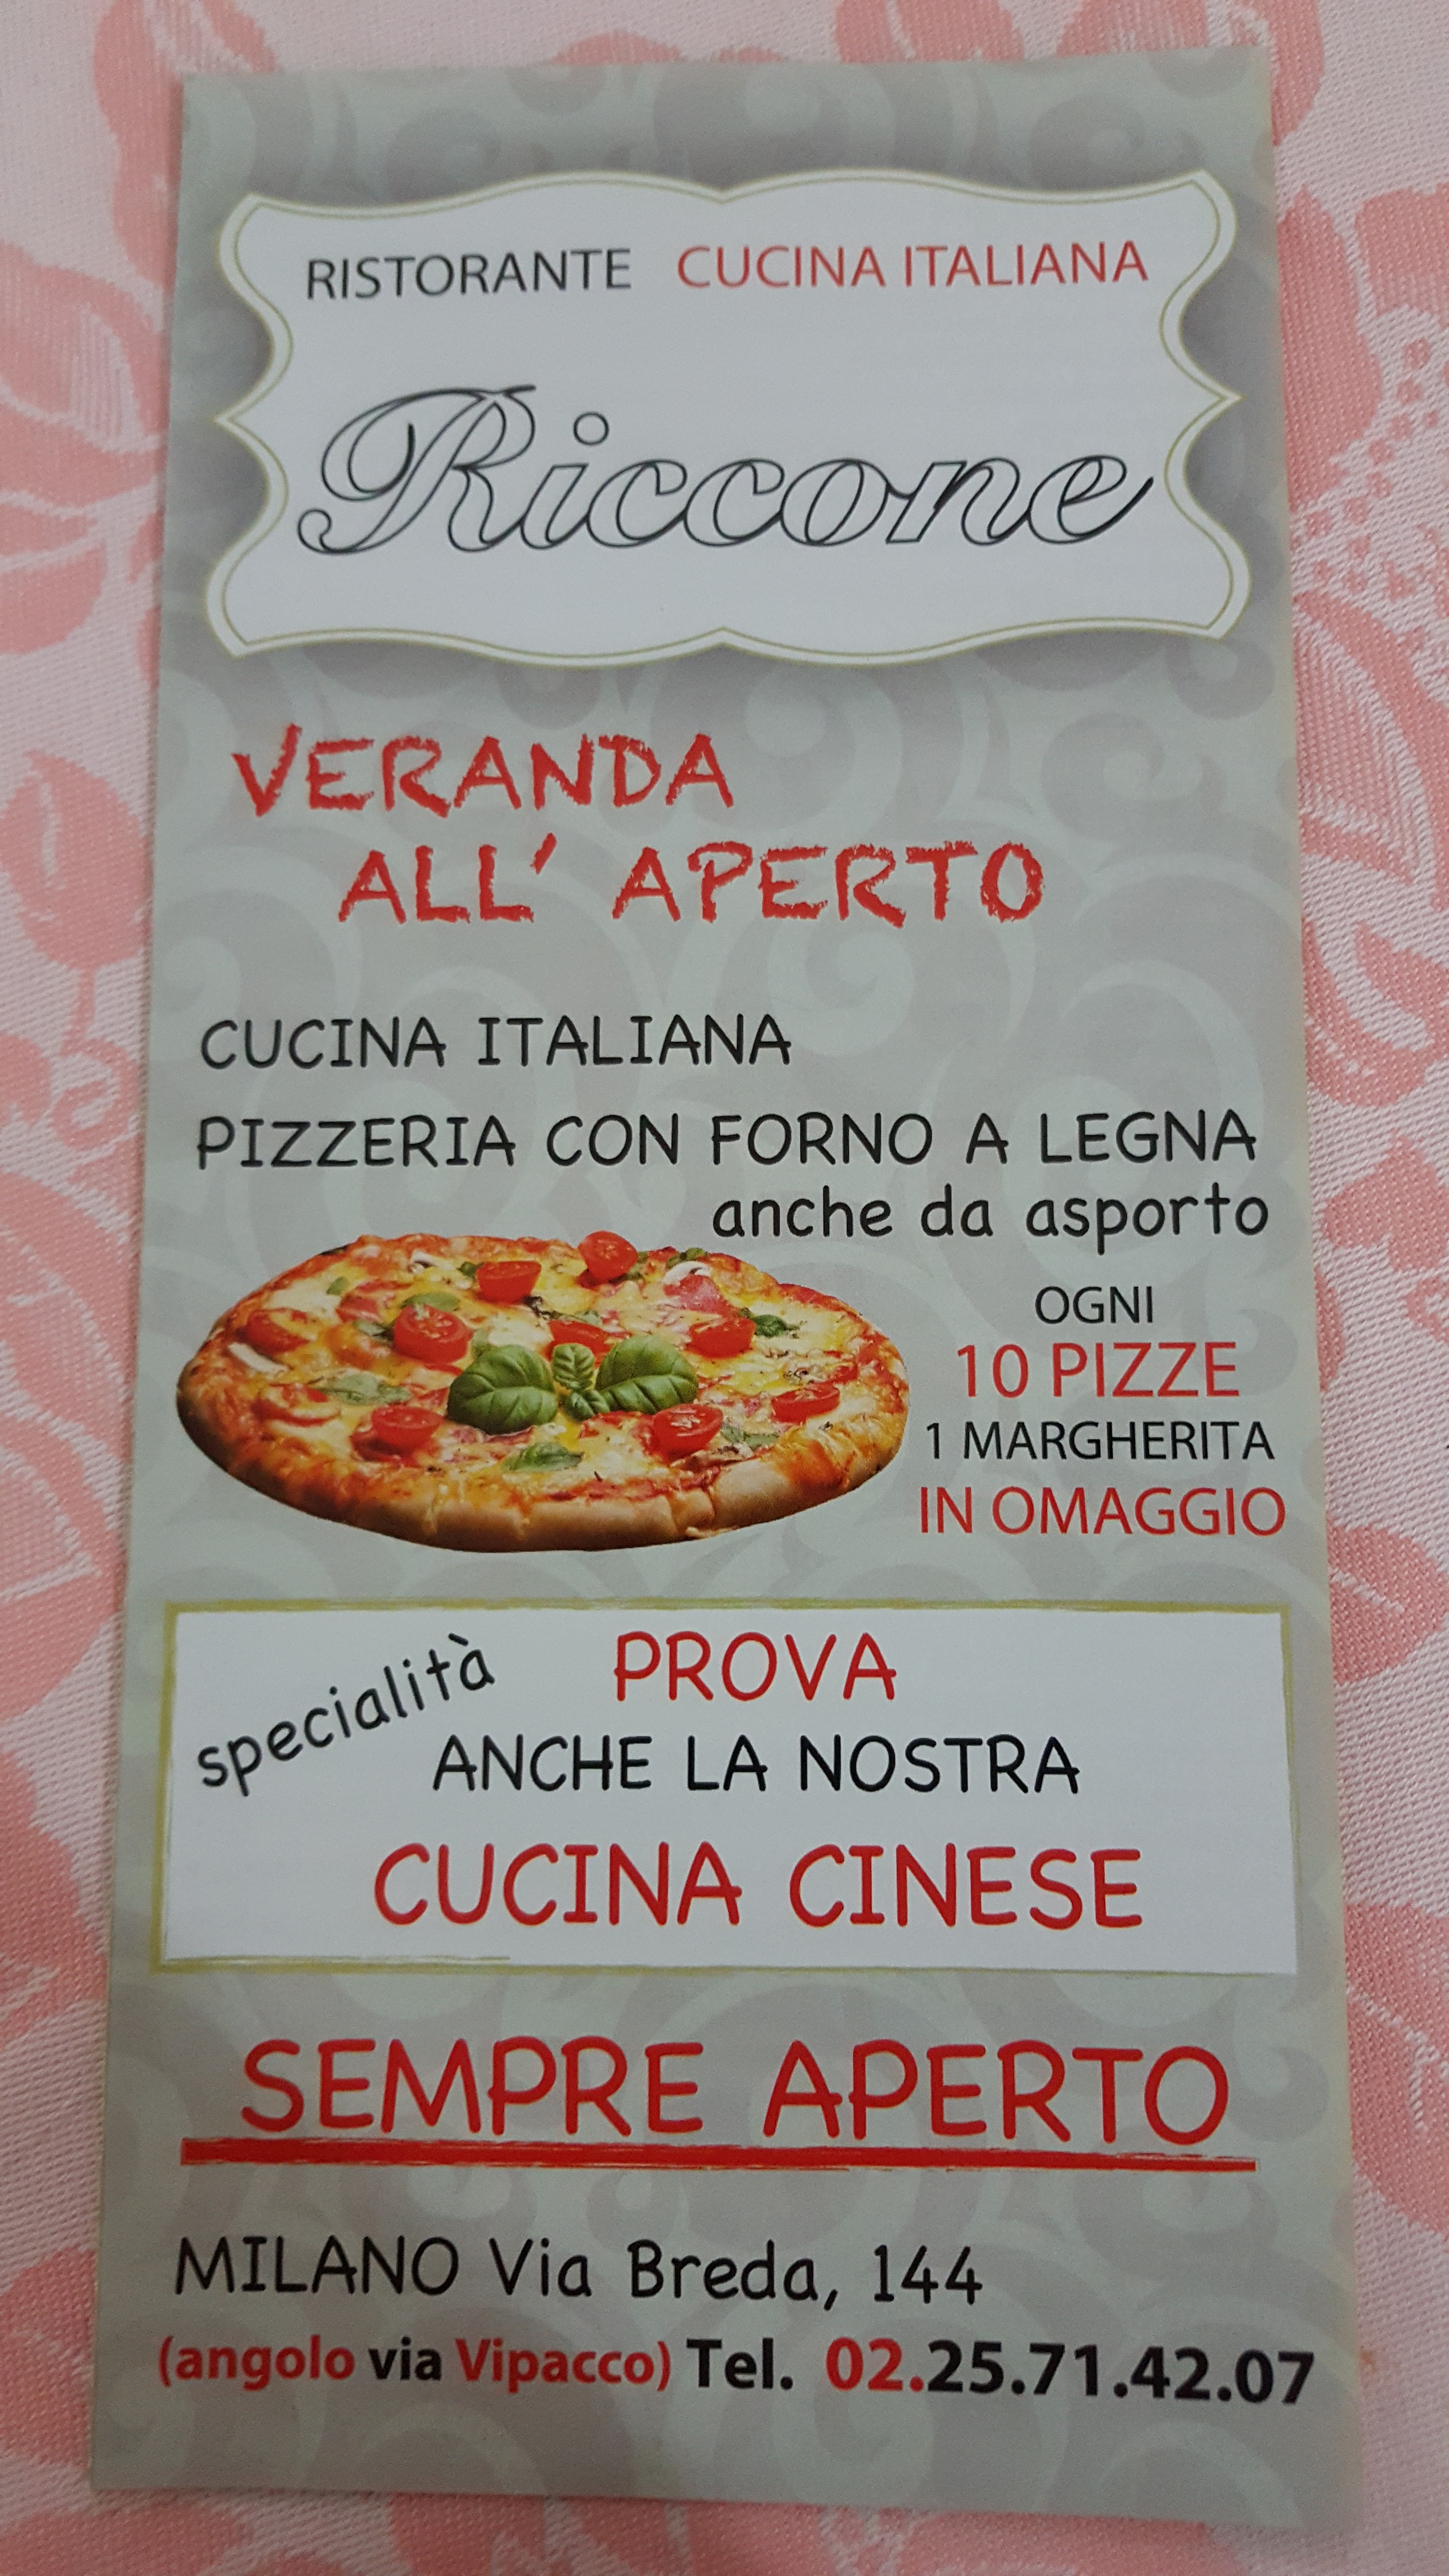 RISTORANTE CUCINA ITALIANA
Riccone
VERANDA
ALL' APERTO
CUCINA ITALIANA
PIZZERIA CON FORNO A LEGNA
anche da asporto
OGNI
10 PIZZE
1 MARGHERITA
IN OMAGGIO
specialità PROVA
ANCHE LA NOSTRA
CUCINA CINESE
SEMPRE APERTO
MILANO Via Breda, 144
(angolo via Vipacco) Tel. 02.25.71.42.07